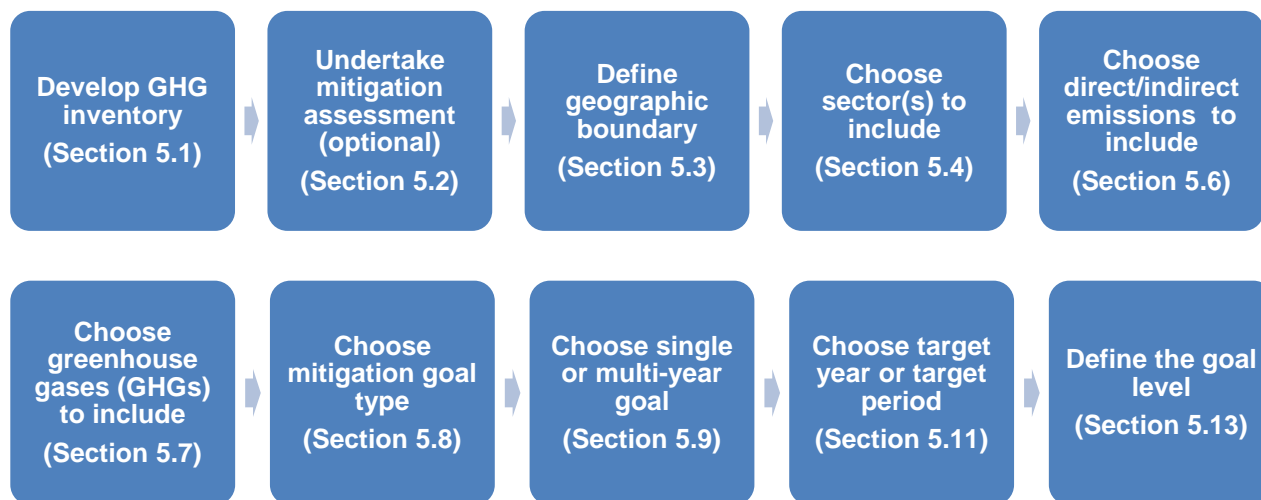 Develop GHG
inventory
(Section 5.1)
Undertake
mitigation
assessment
(optional)
(Section 5.2)
Define
geographic
boundary
(Section 5.3)
Choose
sector(s) to
include
(Section 5.4)
Choose
direct/indirect
emissions to
include
(Section 5.6)
Choose
greenhouse
gases (GHGs)
to include
(Section 5.7)
Choose
mitigation goal
type
(Section 5.8)
Choose single
or multi-year
goal
(Section 5.9)
Choose target
year or target
period
(Section 5.11)
Define the goal
level
(Section 5.13)